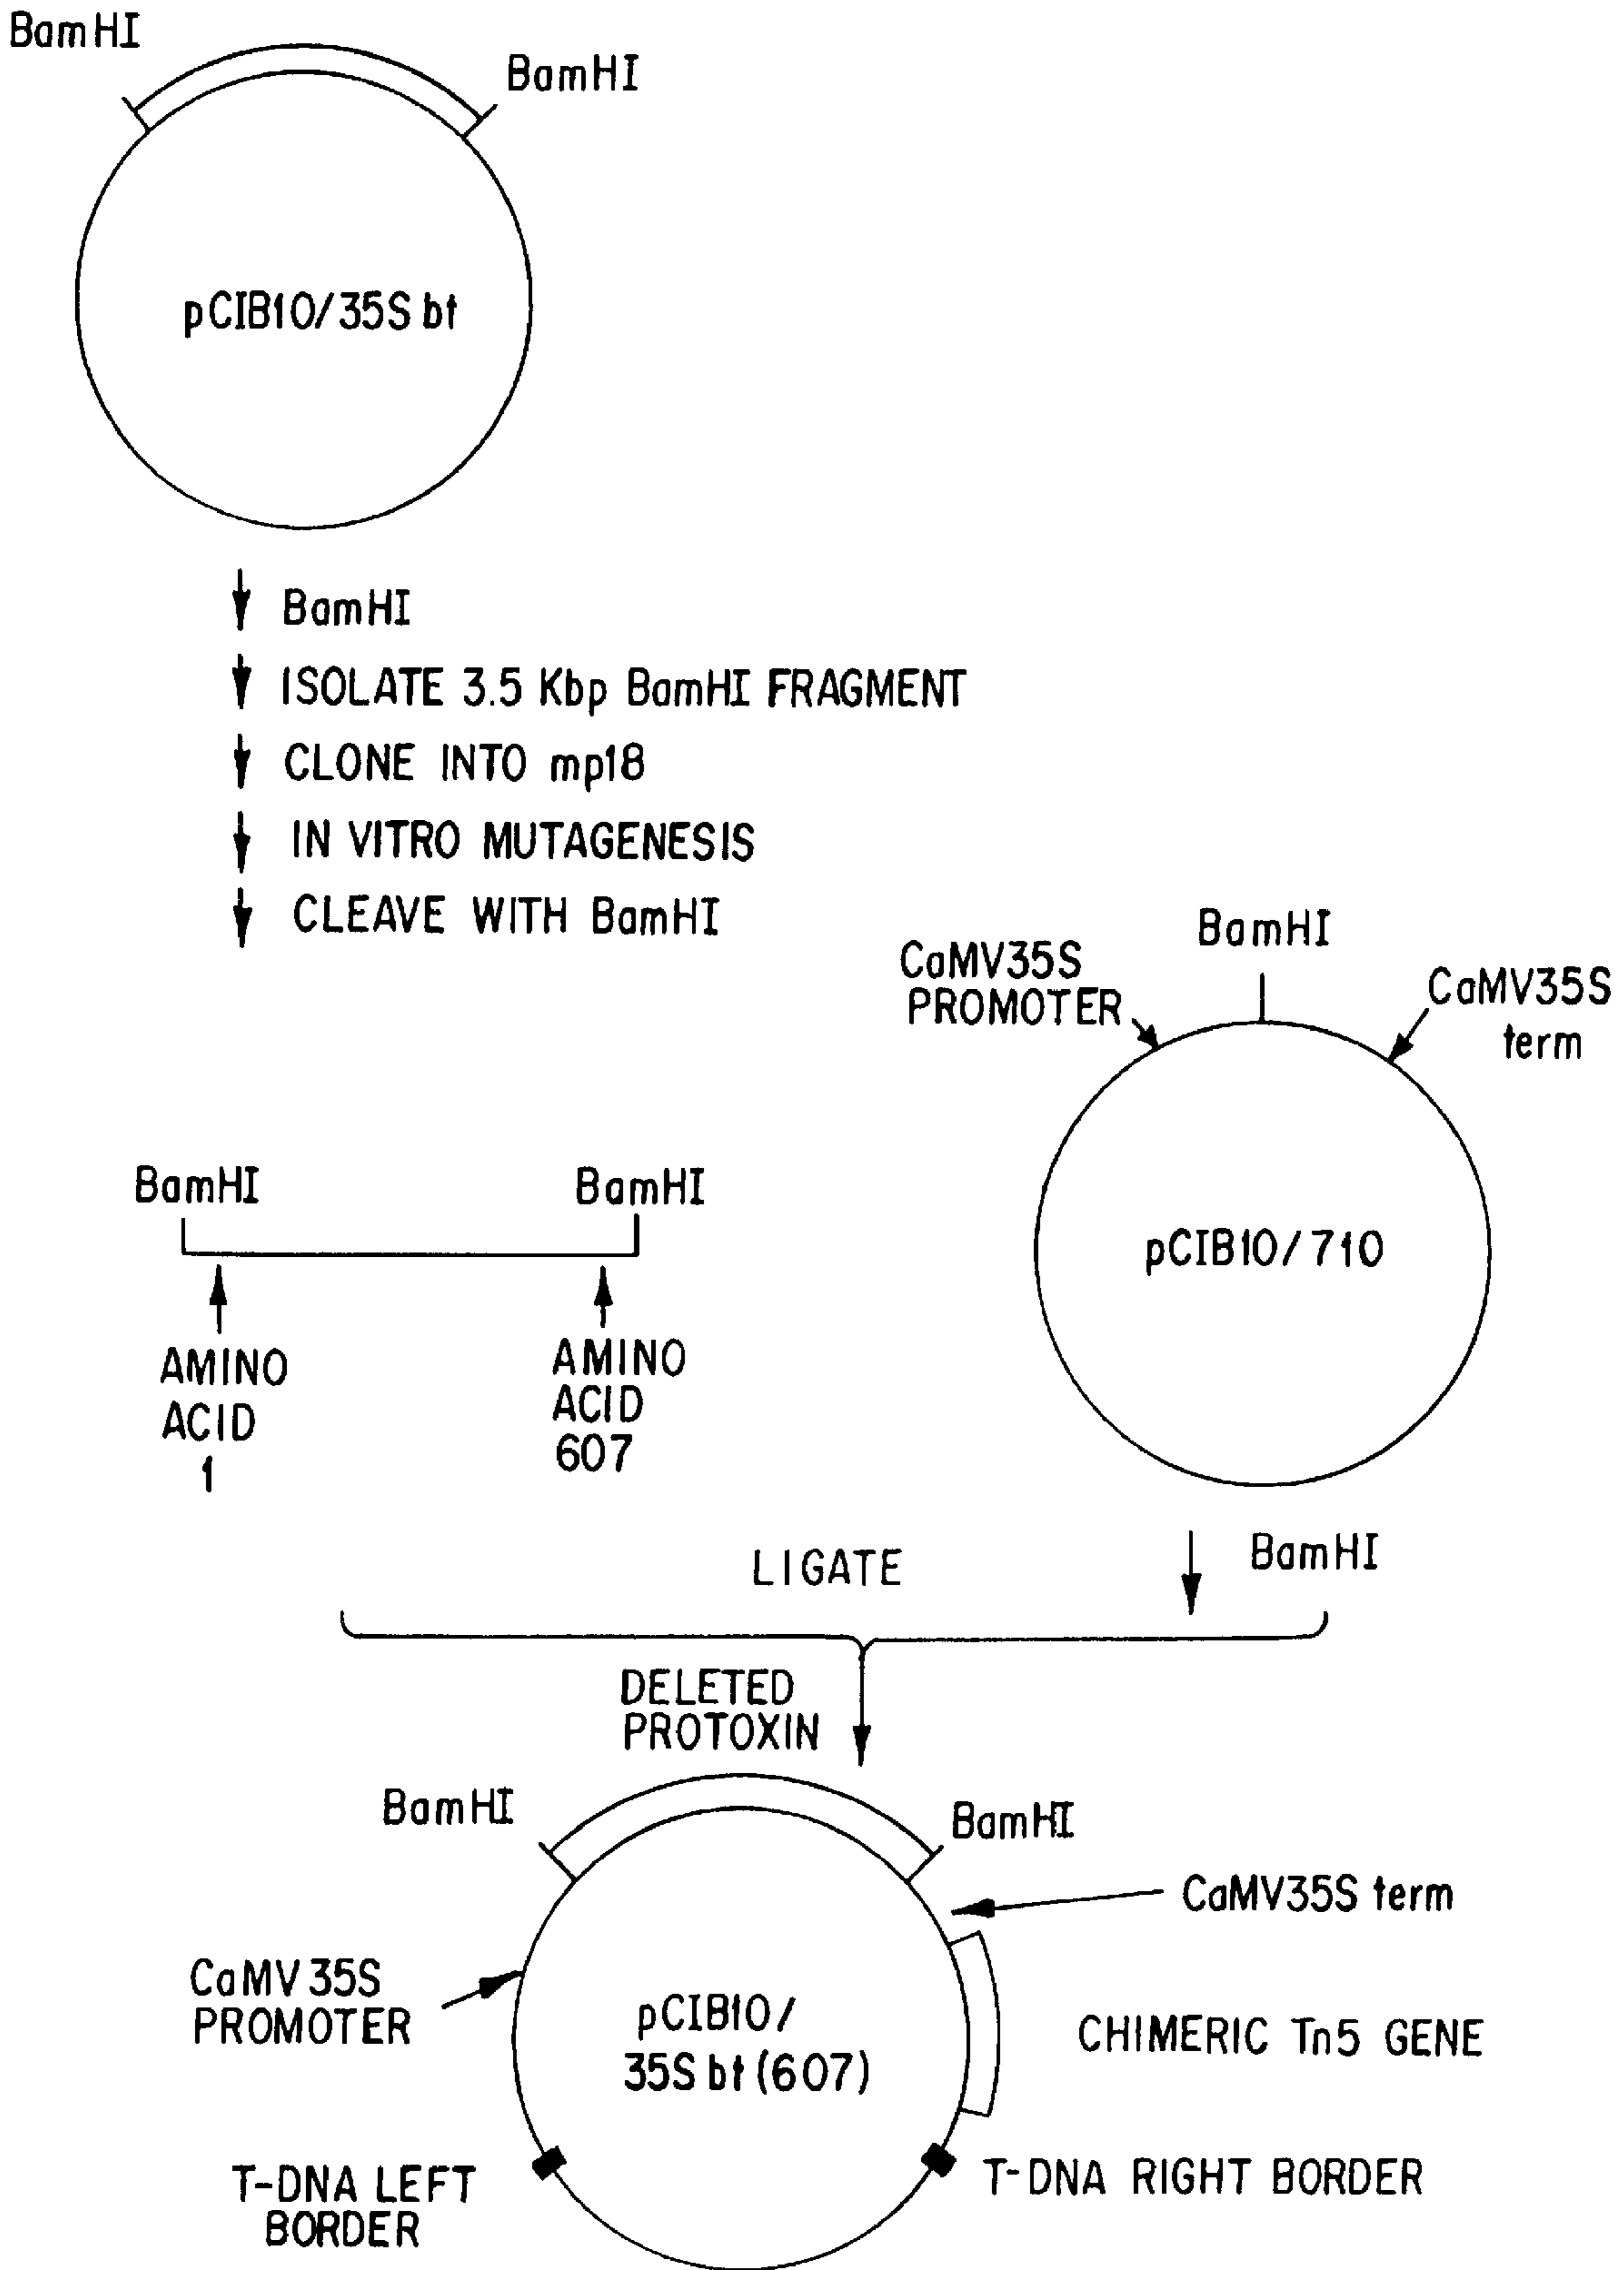 BamHI
BamHI
pCIB10/35S bt
BamHI
ISOLATE 3.5 Kbp BamHI FRAGMENT
CLONE INTO mp18
IN VITRO MUTAGENESIS
CLEAVE WITH BamHI
BamHI
CaMV35S
PROMOTER
CaMV35S
term
pCIB10/710
BamHI
BamHI
AMINO
ACID
1
AMINO
ACID
607
LIGATE
BamHI
DELETED
PROTOXIN
BamHI
BamHI
CaMV35S term
CaMV35S
PROMOTER
pCIB10/
35S bt (607)
CHIMERIC Tn5 GENE
T-DNA LEFT
BORDER
T-DNA RIGHT BORDER